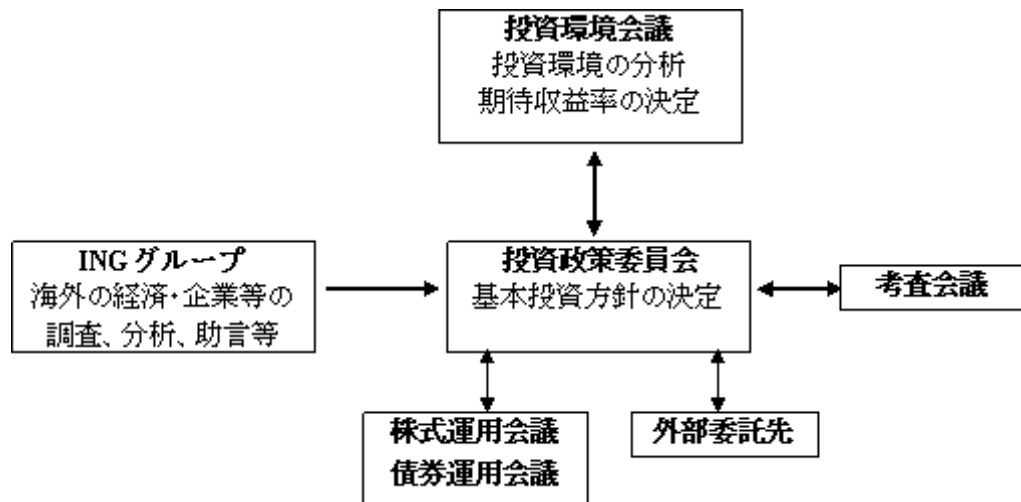 投資環境会議
投資環境の分析
期待収益率の決定
INGグループ
海外の経済・企業等の
調査、分析、助言等
投資政策委員会
基本投資方針の決定
考査会議
株式運用会議
債券運用会議
外部委託先